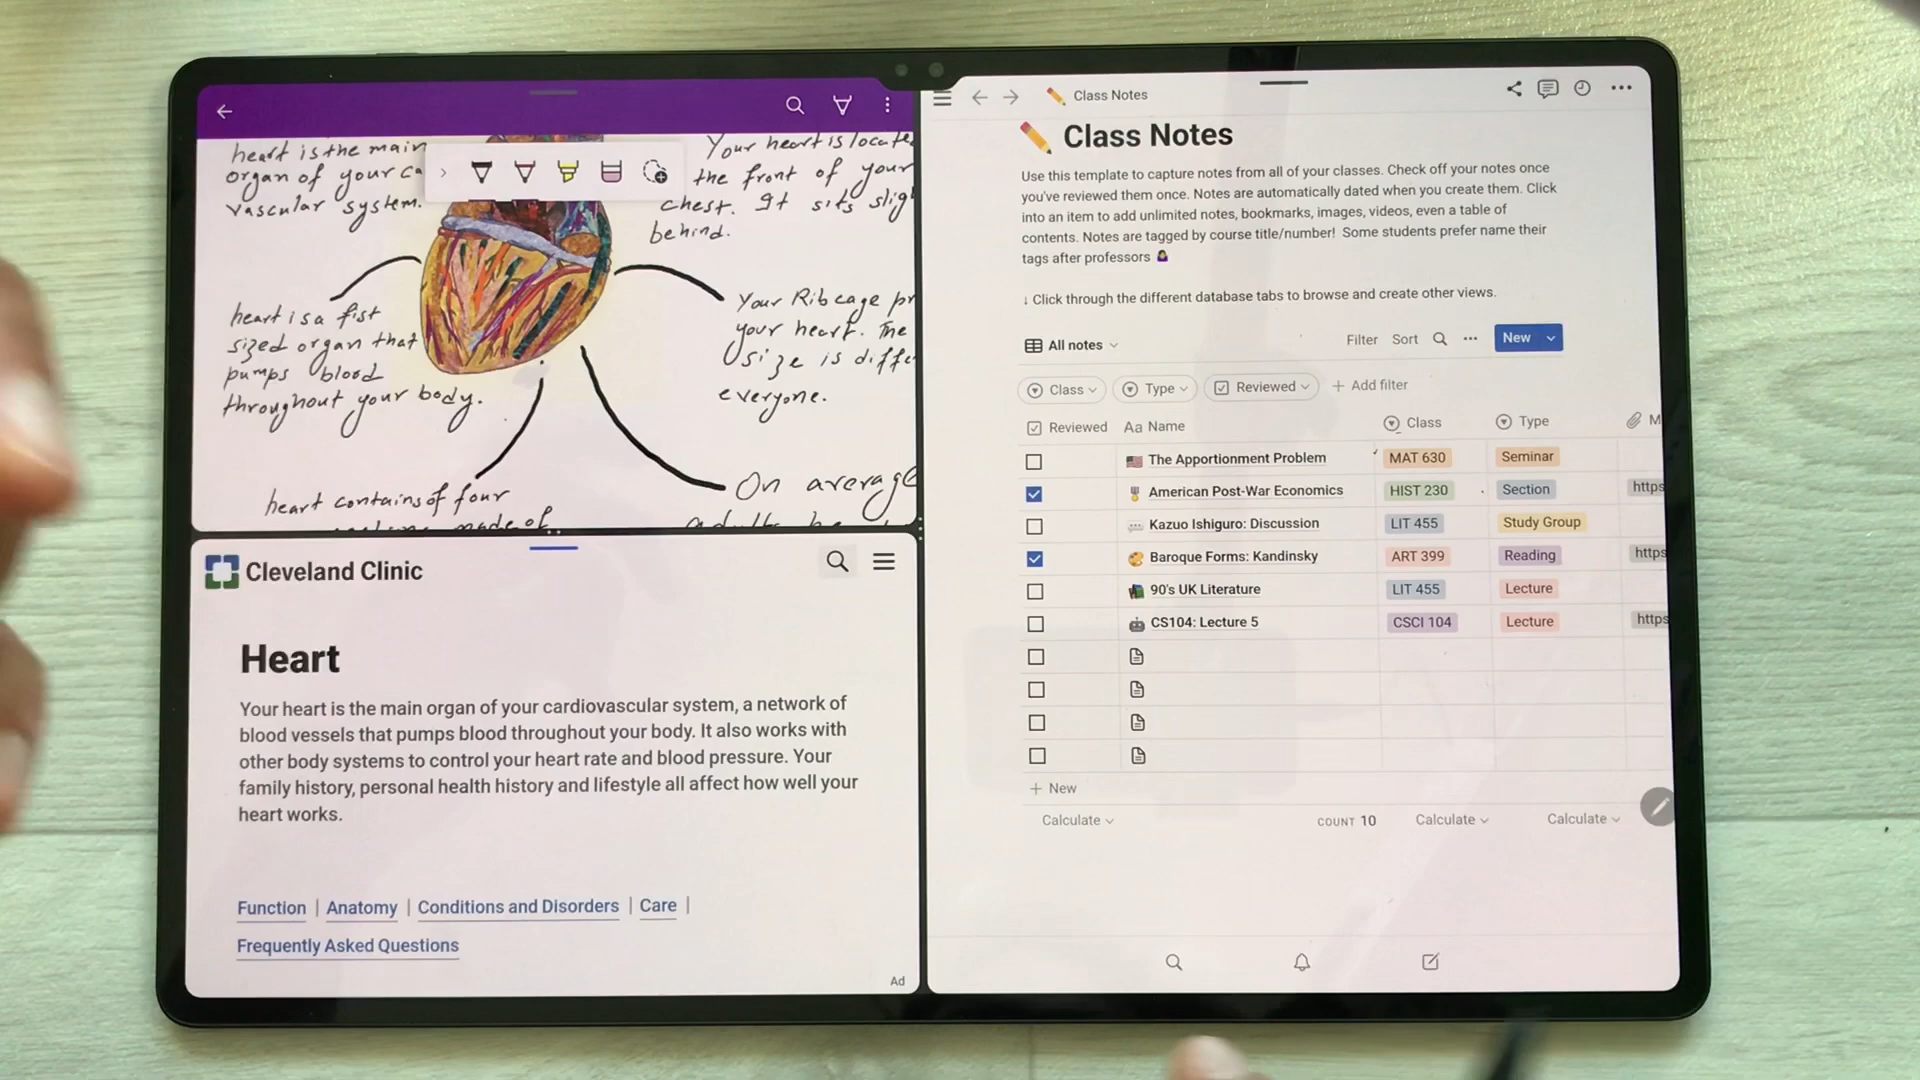 heart is the main
organ of your ca
vascular system.
Your heart is locate
the front of your
chest. It sits slig
behind.
heart is a fist
sized organ that
pumps blood
throughout your body.
Your Ribcage pr
your heart. The
size is diffe
everyone.
heart contains of four
made of
On average
Cleveland Clinic
Heart
Your heart is the main organ of your cardiovascular system, a network of
blood vessels that pumps blood throughout your body. It also works with
other body systems to control your heart rate and blood pressure. Your
family history, personal health history and lifestyle all affect how well your
heart works.
Function | Anatomy | Conditions and Disorders | Care |
Frequently Asked Questions
Ad
Class Notes
Class Notes
Use this template to capture notes from all of your classes. Check off your notes once
you've reviewed them once. Notes are automatically dated when you create them. Click
into an item to add unlimited notes, bookmarks, images, videos, even a table of
contents. Notes are tagged by course title/number! Some students prefer name their
tags after professors
↓ Click through the different database tabs to browse and create other views.
All notes Filter Sort New
Class Type Reviewed + Add filter
Reviewed Aa Name Class Type M
The Apportionment Problem MAT 630 Seminar
American Post-War Economics HIST 230 Section https
Kazuo Ishiguro: Discussion LIT 455 Study Group
Baroque Forms: Kandinsky ART 399 Reading https
90's UK Literature LIT 455 Lecture
CS104: Lecture 5 CSCI 104 Lecture https
+ New
Calculate COUNT 10 Calculate Calculate